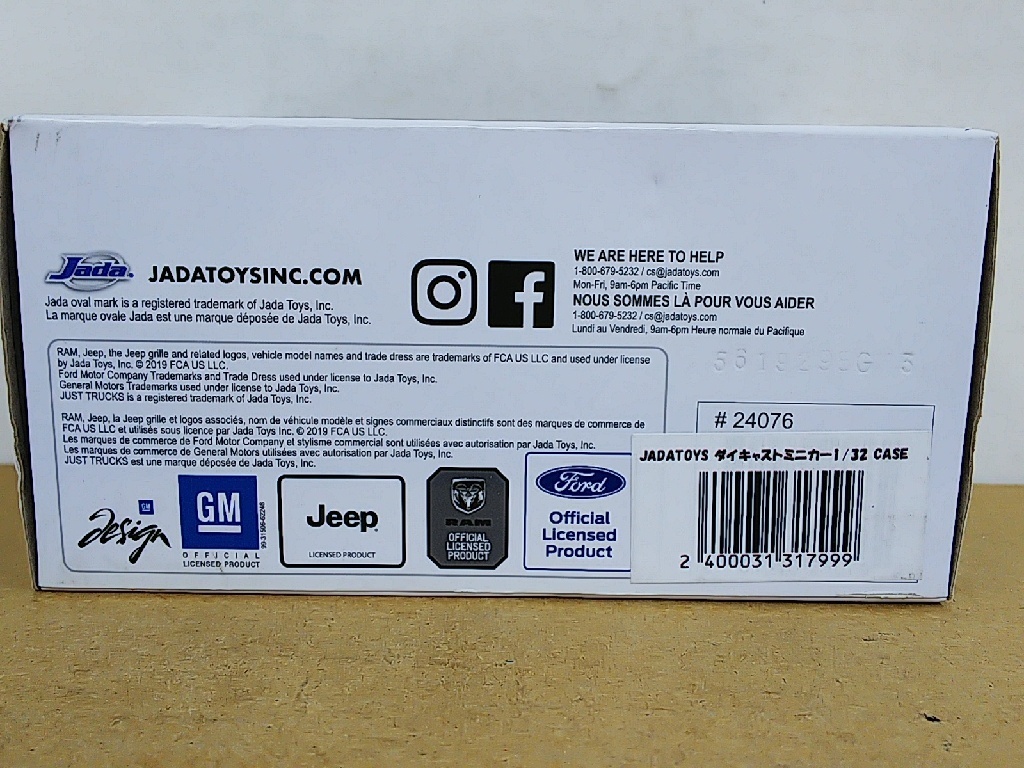 Jada
JADATOYSINC.COM
Jada oval mark is a registered trademark of Jada Toys, Inc.
La marque ovale Jada est une marque déposée de Jada Toys, Inc.
f
WE ARE HERE TO HELP
1-800-679-5232 / cs@jadatoys.com
Mon-Fri, 9am-6pm Pacific Time
NOUS SOMMES LÀ POUR VOUS AIDER
1-800-679-5232 / cs@jadatoys.com
Lundi au Vendredi, 9am-6pm Heure normale du Pacifique
RAM, Jeep, the Jeep grille and related logos, vehicle model names and trade dress are trademarks of FCA US LLC and used under license
by Jada Toys, Inc. © 2019 FCA US LLC.
Ford Motor Company Trademarks and Trade Dress used under license to Jada Toys, Inc.
General Motors Trademarks used under license to Jada Toys, Inc.
JUST TRUCKS is a registered trademark of Jada Toys, Inc.
RAM, Jeep, la Jeep grille et logos associés, nom de véhicule modèle et signes commerciaux distinctifs sont des marques de commerce de
FCA US LLC et utilisés sous licence par Jada Toys Inc. © 2019 FCA US LLC.
Les marques de commerce de Ford Motor Company et stylisme commercial sont utilisées avec autorisation par Jada Toys, Inc.
Les marques de commerce de General Motors utilisées avec autorisation par Jada Toys, Inc.
JUST TRUCKS est une marque déposée de Jada Toys, Inc.
GM
design
GM
OFFICIAL
LICENSED PRODUCT
Jeep
LICENSED PRODUCT
RAM
OFFICIAL
LICENSED
PRODUCT
Ford
Official
Licensed
Product
# 24076
JADATOYS ダイキャストミニカー1/32 CASE
2 400031 317999